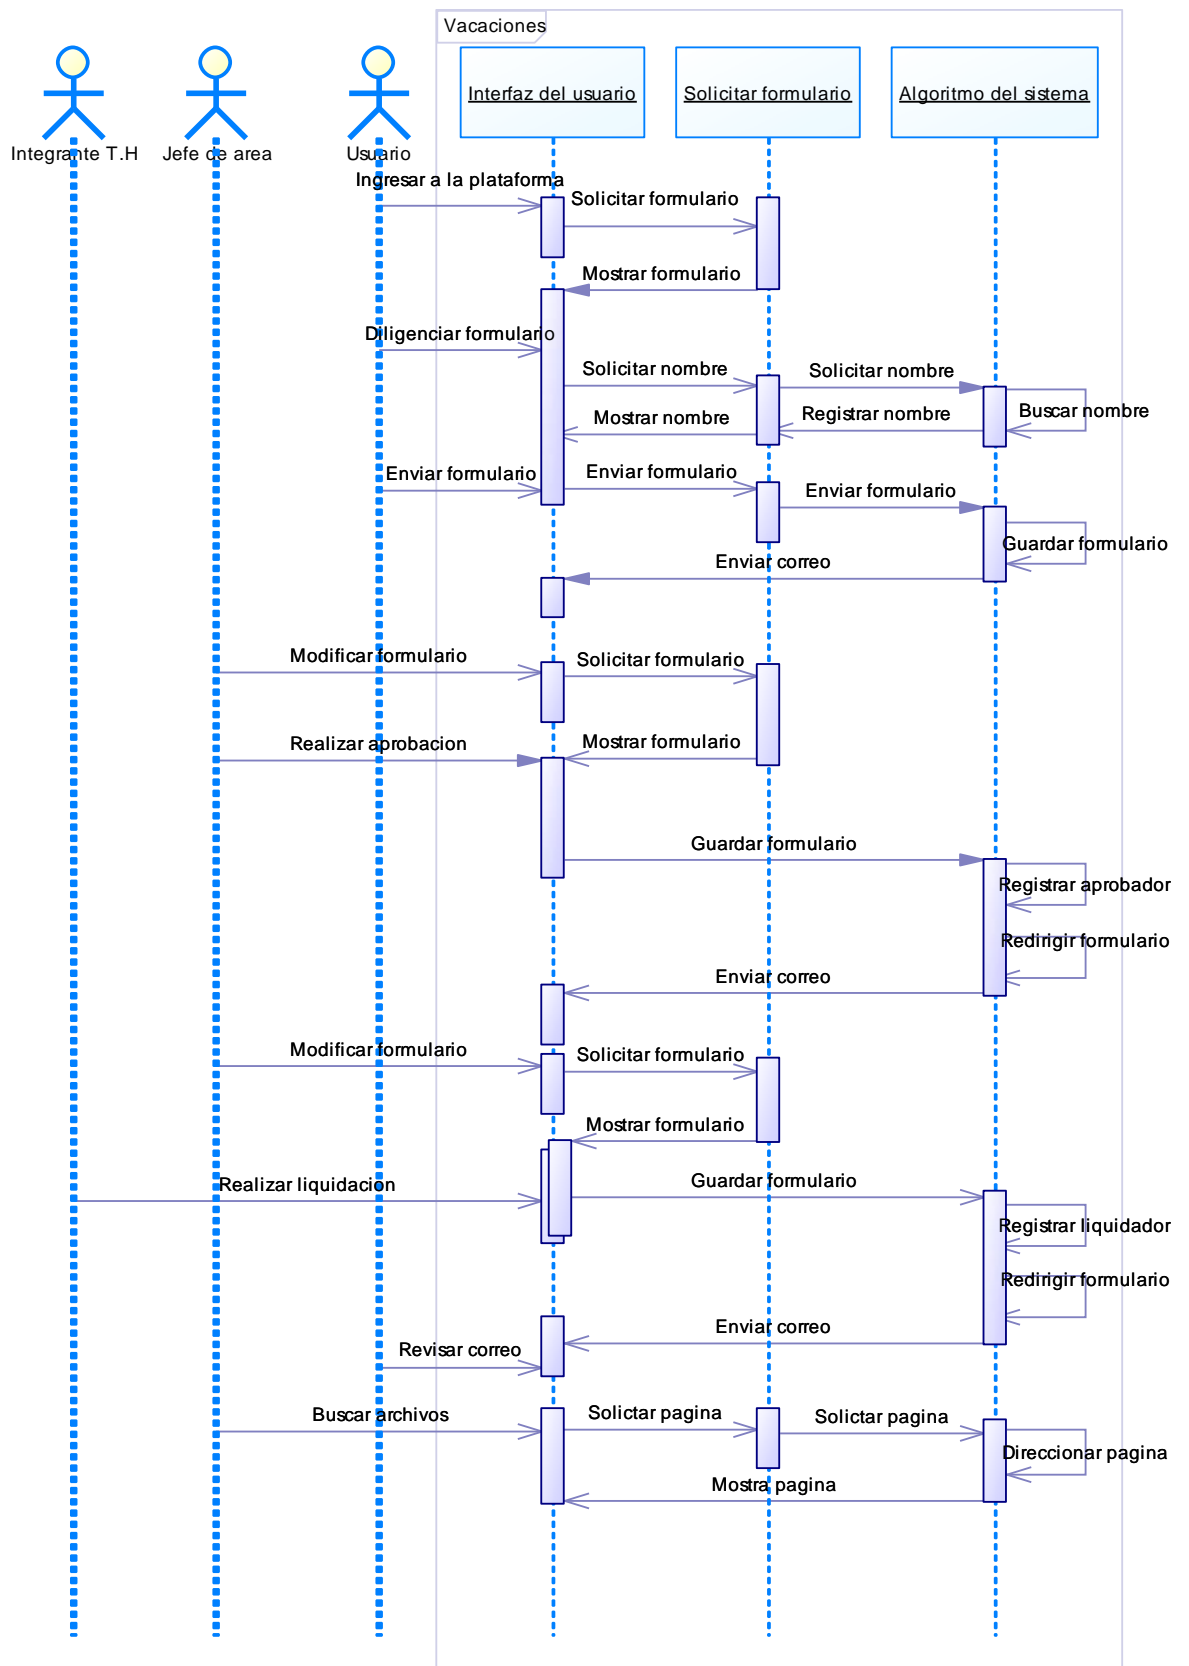 Vacaciones
Interfaz del usuario
Solicitar formulario
Algoritmo del sistema
Integrante T.H
Jefe de area
Usuario
Ingresar a la plataforma
Solicitar formulario
Mostrar formulario
Diligenciar formulario
Solicitar nombre
Solicitar nombre
Buscar nombre
Registrar nombre
Mostrar nombre
Enviar formulario
Enviar formulario
Enviar formulario
Guardar formulario
Enviar correo
Modificar formulario
Solicitar formulario
Mostrar formulario
Realizar aprobacion
Guardar formulario
Registrar aprobador
Redirigir formulario
Enviar correo
Modificar formulario
Solicitar formulario
Mostrar formulario
Realizar liquidacion
Guardar formulario
Registrar liquidador
Redirigir formulario
Enviar correo
Revisar correo
Buscar archivos
Solictar pagina
Solictar pagina
Direccionar pagina
Mostra pagina